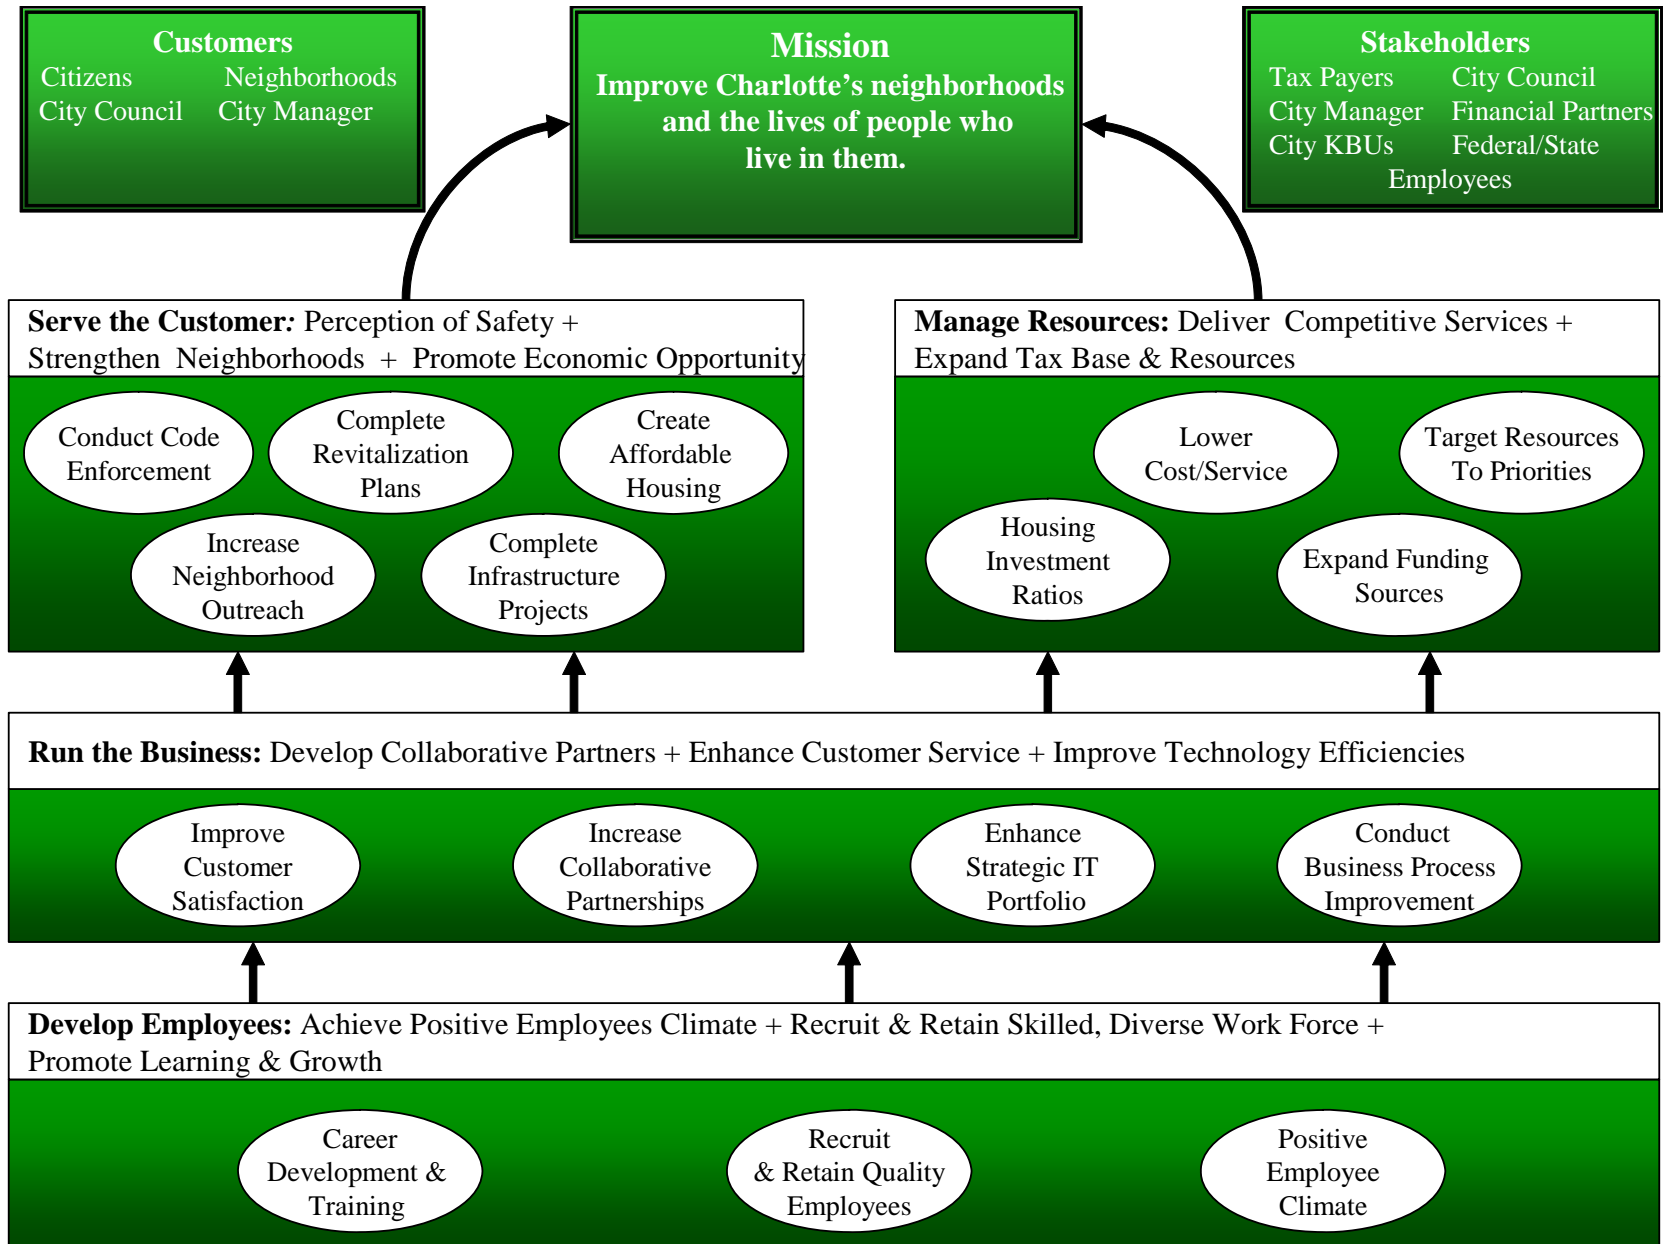 Customers
Citizens Neighborhoods
City Council City Manager
Mission
Improve Charlotte’s neighborhoods
and the lives of people who
live in them.
Stakeholders
Tax Payers City Council
City Manager Financial Partners
City KBUs Federal/State
Employees
Serve the Customer: Perception of Safety +
Strengthen Neighborhoods + Promote Economic Opportunity
Conduct Code
Enforcement
Complete
Revitalization
Plans
Create
Affordable
Housing
Increase
Neighborhood
Outreach
Complete
Infrastructure
Projects
Manage Resources: Deliver Competitive Services +
Expand Tax Base & Resources
Lower
Cost/Service
Target Resources
To Priorities
Housing
Investment
Ratios
Expand Funding
Sources
Run the Business: Develop Collaborative Partners + Enhance Customer Service + Improve Technology Efficiencies
Improve
Customer
Satisfaction
Increase
Collaborative
Partnerships
Enhance
Strategic IT
Portfolio
Conduct
Business Process
Improvement
Develop Employees: Achieve Positive Employees Climate + Recruit & Retain Skilled, Diverse Work Force +
Promote Learning & Growth
Career
Development &
Training
Recruit
& Retain Quality
Employees
Positive
Employee
Climate